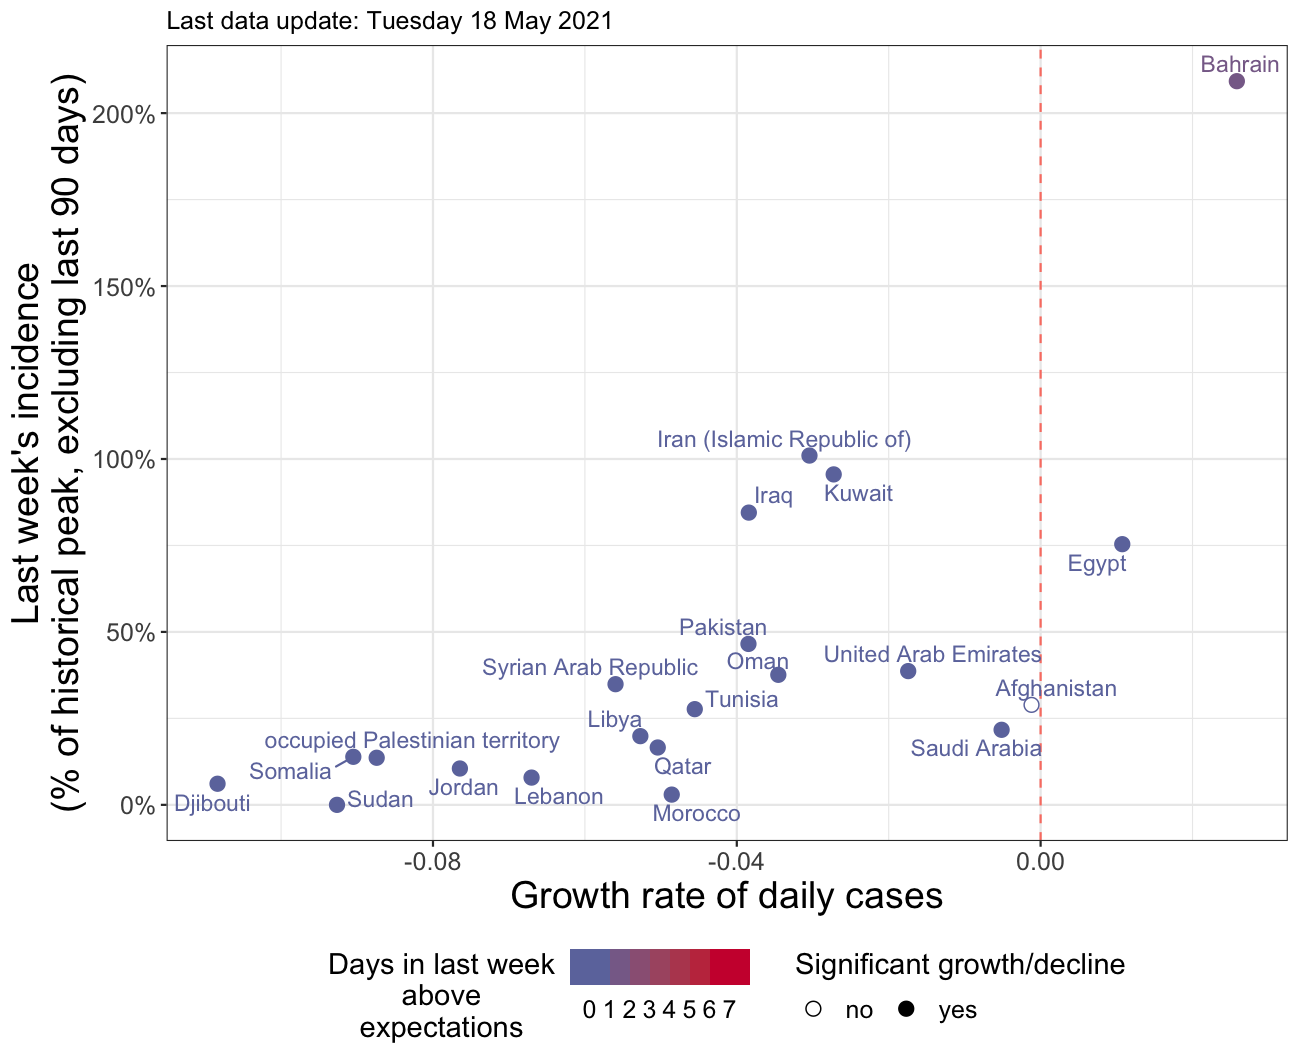 Last data update: Tuesday 18 May 2021
Last week's incidence
(% of historical peak, excluding last 90 days)
200%
150%
100%
50%
0%
Bahrain
Iran (Islamic Republic of)
Kuwait
Iraq
Egypt
Pakistan
Oman
United Arab Emirates
Syrian Arab Republic
Afghanistan
Tunisia
Libya
Saudi Arabia
occupied Palestinian territory
Somalia
Qatar
Jordan
Lebanon
Djibouti
Sudan
Morocco
-0.08
-0.04
0.00
Growth rate of daily cases
Days in last week
above
expectations
0 1 2 3 4 5 6 7
Significant growth/decline
no
yes